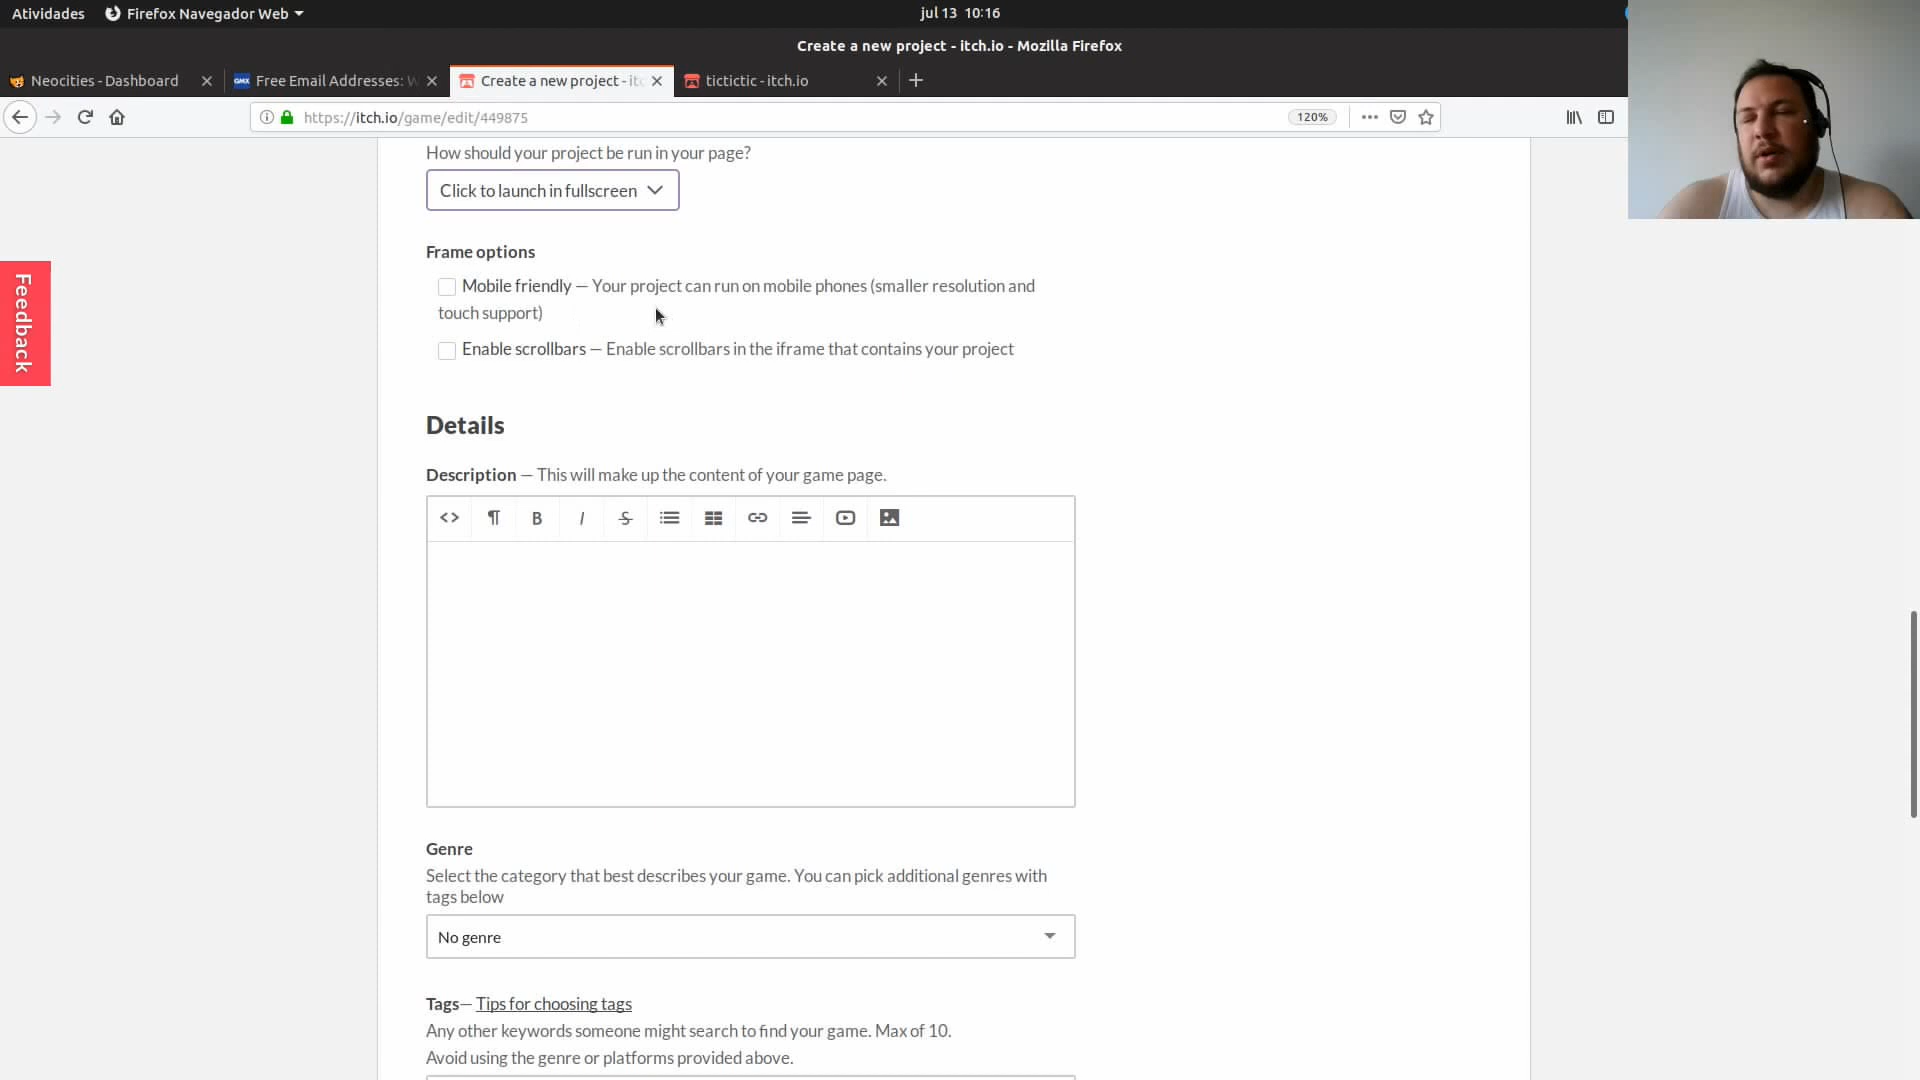 Atividades Firefox Navegador Web jul 13 10:16
Create a new project - itch.io - Mozilla Firefox
Neocities - Dashboard Free Email Addresses: W Create a new project - itc tictictic - itch.io
https://itch.io/game/edit/449875 120%
How should your project be run in your page?
Click to launch in fullscreen
Frame options
Mobile friendly — Your project can run on mobile phones (smaller resolution and
touch support)
Enable scrollbars — Enable scrollbars in the iframe that contains your project
Feedback
Details
Description — This will make up the content of your game page.
Genre
Select the category that best describes your game. You can pick additional genres with
tags below
No genre
Tags— Tips for choosing tags
Any other keywords someone might search to find your game. Max of 10.
Avoid using the genre or platforms provided above.